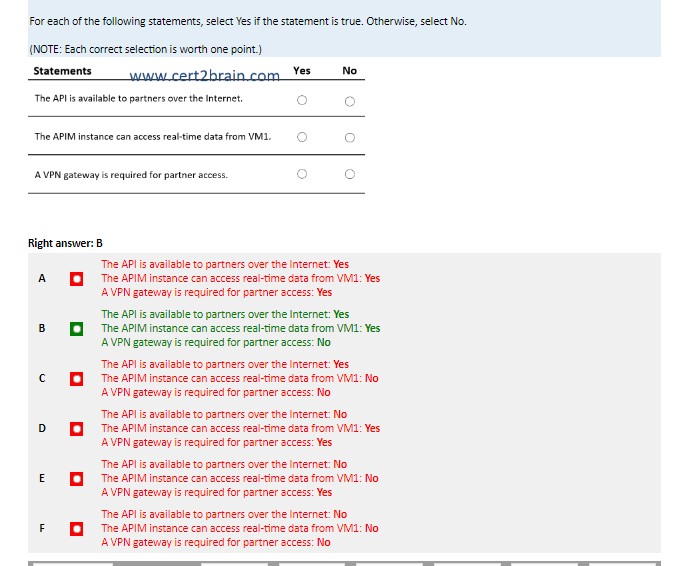 For each of the following statements, select Yes if the statement is true. Otherwise, select No.
(NOTE: Each correct selection is worth one point.)
Statements www.cert2brain.com Yes No
The API is available to partners over the Internet.
The APIM instance can access real-time data from VM1.
A VPN gateway is required for partner access.
Right answer: B
The API is available to partners over the Internet: Yes
A The APIM instance can access real-time data from VM1: Yes
A VPN gateway is required for partner access: Yes
The API is available to partners over the Internet: Yes
B The APIM instance can access real-time data from VM1: Yes
A VPN gateway is required for partner access: No
The API is available to partners over the Internet: Yes
C The APIM instance can access real-time data from VM1: No
A VPN gateway is required for partner access: No
The API is available to partners over the Internet: No
D The APIM instance can access real-time data from VM1: Yes
A VPN gateway is required for partner access: Yes
The API is available to partners over the Internet: No
E The APIM instance can access real-time data from VM1: No
A VPN gateway is required for partner access: Yes
The API is available to partners over the Internet: No
F The APIM instance can access real-time data from VM1: No
A VPN gateway is required for partner access: No